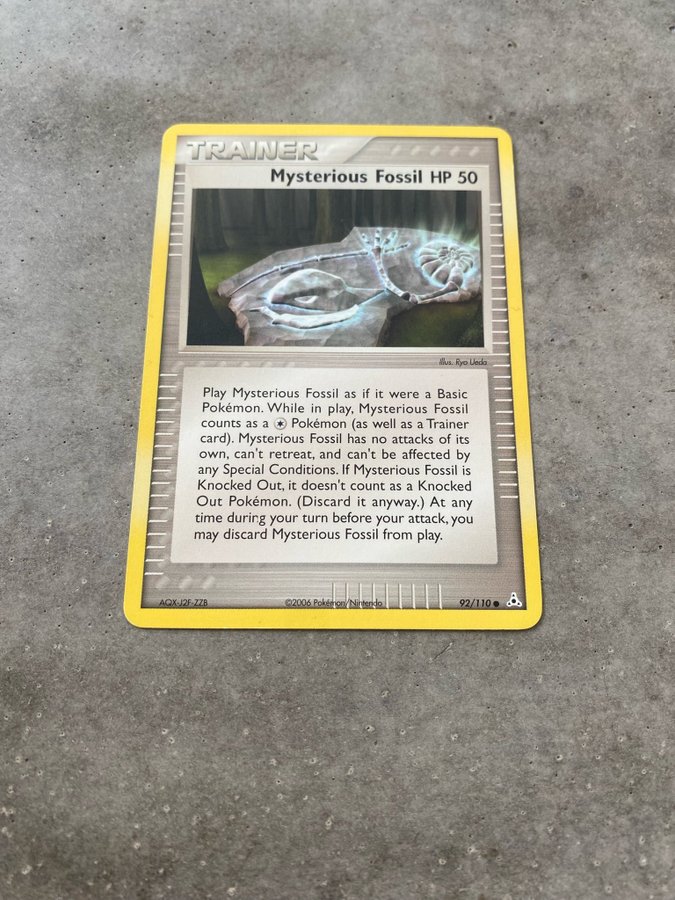 TRAINER
Mysterious Fossil HP 50
illus. Ryo Ueda
Play Mysterious Fossil as if it were a Basic
Pokémon. While in play, Mysterious Fossil
counts as a Pokémon (as well as a Trainer
card). Mysterious Fossil has no attacks of its
own, can't retreat, and can't be affected by
any Special Conditions. If Mysterious Fossil is
Knocked Out, it doesn't count as a Knocked
Out Pokémon. (Discard it anyway.) At any
time during your turn before your attack, you
may discard Mysterious Fossil from play.
AQX-J2F-ZZB
©2006 Pokémon/Nintendo
92/110